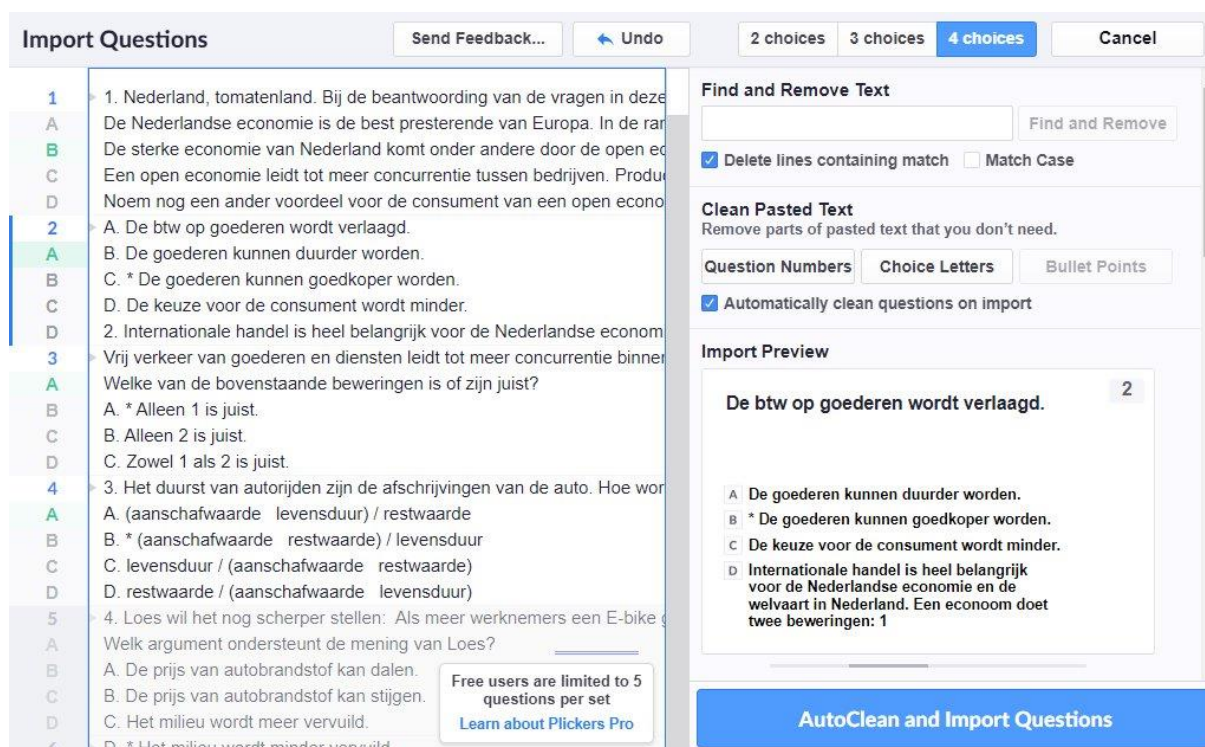 Import Questions
Send Feedback...
Undo
2 choices
3 choices
4 choices
Cancel
1 1. Nederland, tomatenland. Bij de beantwoording van de vragen in deze
A De Nederlandse economie is de best presterende van Europa. In de
B De sterke economie van Nederland komt onder andere door de open
C Een open economie leidt tot meer concurrentie tussen bedrijven.
D Noem nog een ander voordeel voor de consument van een open
2 A. De btw op goederen wordt verlaagd.
A B. De goederen kunnen duurder worden.
B C. * De goederen kunnen goedkoper worden.
C D. De keuze voor de consument wordt minder.
D 2. Internationale handel is heel belangrijk voor de Nederlandse
3 Vrij verkeer van goederen en diensten leidt tot meer concurrentie
A Welke van de bovenstaande beweringen is of zijn juist?
B A. * Alleen 1 is juist.
C B. Alleen 2 is juist.
D C. Zowel 1 als 2 is juist.
4 3. Het duurst van autorijden zijn de afschrijvingen van de auto. Hoe
A A. (aanschafwaarde levensduur) / restwaarde
B B. * (aanschafwaarde restwaarde) / levensduur
C C. levensduur / (aanschafwaarde restwaarde)
D D. restwaarde / (aanschafwaarde levensduur)
5 4. Loes wil het nog scherper stellen: Als meer werknemers een E-bike
A Welk argument ondersteunt de mening van Loes?
B A. De prijs van autobrandstof kan dalen.
C B. De prijs van autobrandstof kan stijgen.
D C. Het milieu wordt meer vervuild.
Free users are limited to 5
questions per set
Learn about Plickers Pro
Find and Remove Text
Find and Remove
Delete lines containing match
Match Case
Clean Pasted Text
Remove parts of pasted text that you don't need.
Question Numbers
Choice Letters
Bullet Points
Automatically clean questions on import
Import Preview
2
De btw op goederen wordt verlaagd.
A De goederen kunnen duurder worden.
B * De goederen kunnen goedkoper worden.
C De keuze voor de consument wordt minder.
D Internationale handel is heel belangrijk
voor de Nederlandse economie en de
welvaart in Nederland. Een econoom doet
twee beweringen: 1
AutoClean and Import Questions